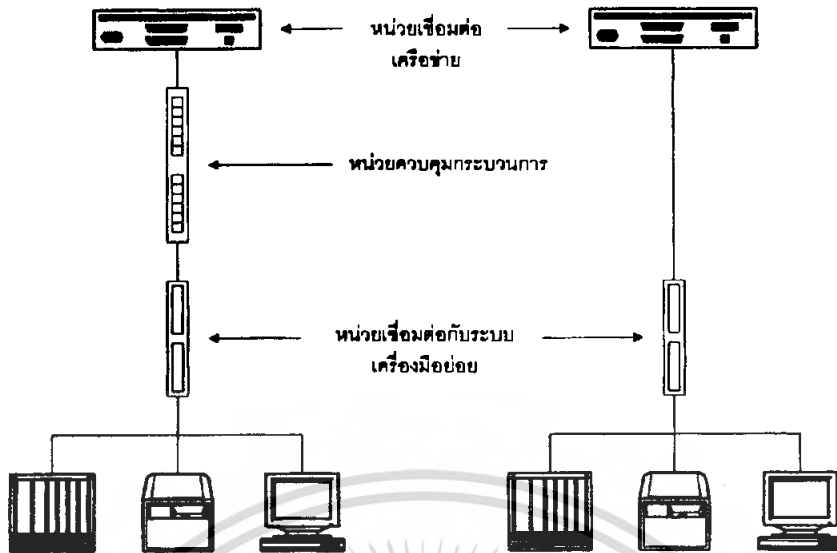 หน่วยเชื่อมต่อ
เครือข่าย
หน่วยควบคุมกระบวนการ
หน่วยเชื่อมต่อกับระบบ
เครื่องมือย่อย